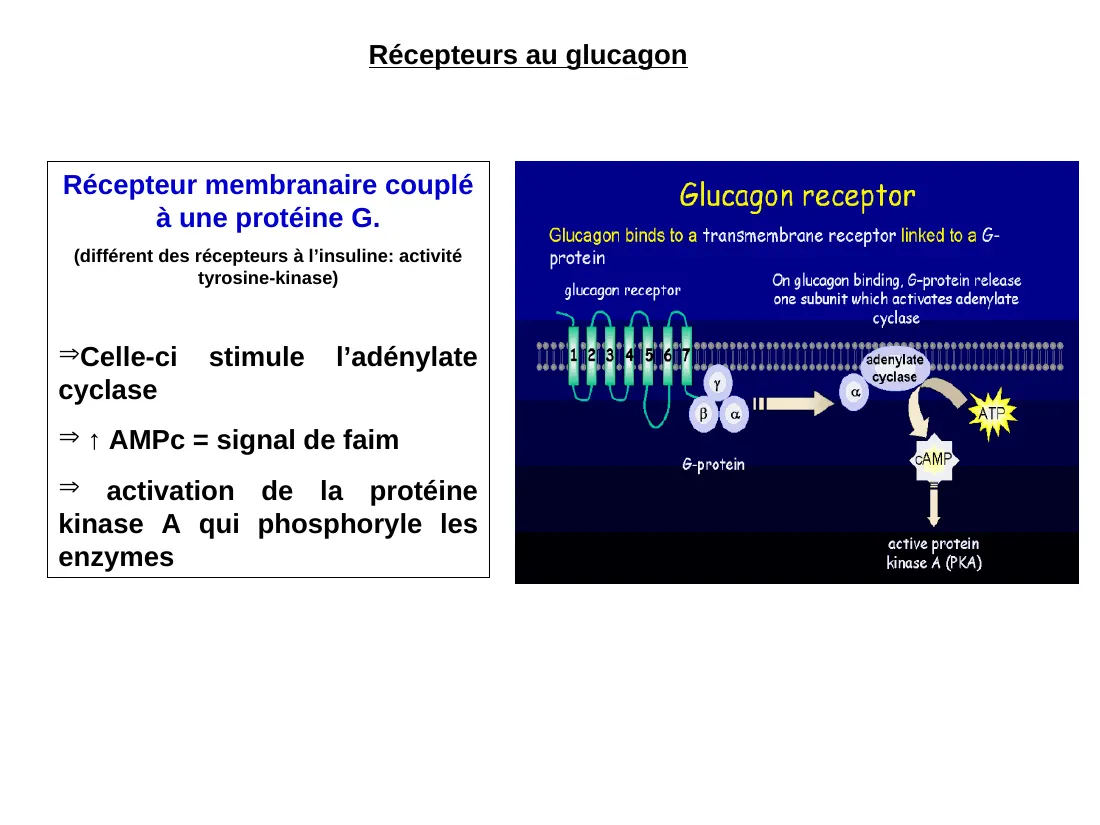 Récepteurs au glucagon
Récepteur membranaire couplé
à une protéine G.
(différent des récepteurs à l’insuline: activité
tyrosine-kinase)
⇒Celle-ci stimule l’adénylate
cyclase
⇒ ↑ AMPc = signal de faim
⇒ activation de la protéine
kinase A qui phosphoryle les
enzymes
Glucagon receptor
Glucagon binds to a transmembrane receptor linked to a G-
protein
glucagon receptor
On glucagon binding, G-protein release
one subunit which activates adenylate
cyclase
1 2 3 4 5 6 7
adenylate
cyclase
γ
α
β α
ATP
G-protein
cAMP
active protein
kinase A (PKA)